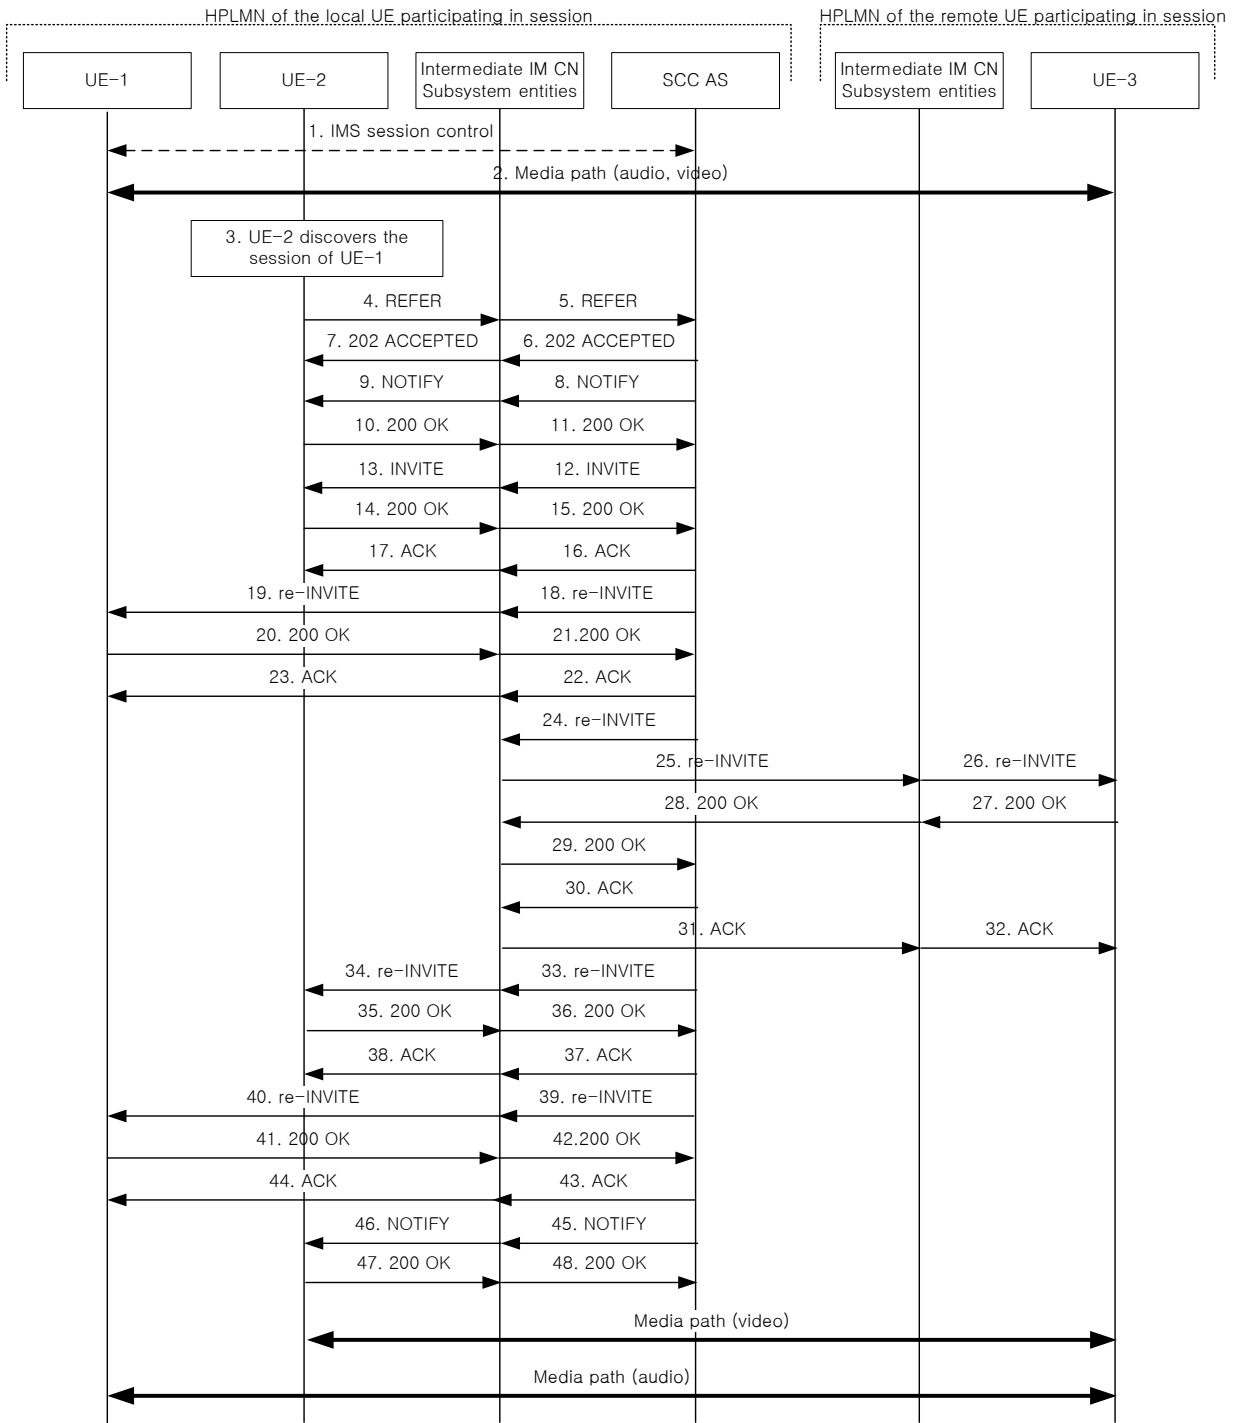 HPLMN of the local UE participating in session
HPLMN of the remote UE participating in session
UE-1
UE-2
Intermediate IM CN
Subsystem entities
SCC AS
Intermediate IM CN
Subsystem entities
UE-3
1. IMS session control
2. Media path (audio, video)
3. UE-2 discovers the
session of UE-1
4. REFER
5. REFER
7. 202 ACCEPTED
6. 202 ACCEPTED
9. NOTIFY
8. NOTIFY
10. 200 OK
11. 200 OK
13. INVITE
12. INVITE
14. 200 OK
15. 200 OK
17. ACK
16. ACK
19. re-INVITE
18. re-INVITE
20. 200 OK
21.200 OK
23. ACK
22. ACK
24. re-INVITE
25. re-INVITE
26. re-INVITE
28. 200 OK
27. 200 OK
29. 200 OK
30. ACK
31. ACK
32. ACK
34. re-INVITE
33. re-INVITE
35. 200 OK
36. 200 OK
38. ACK
37. ACK
40. re-INVITE
39. re-INVITE
41. 200 OK
42.200 OK
44. ACK
43. ACK
46. NOTIFY
45. NOTIFY
47. 200 OK
48. 200 OK
Media path (video)
Media path (audio)